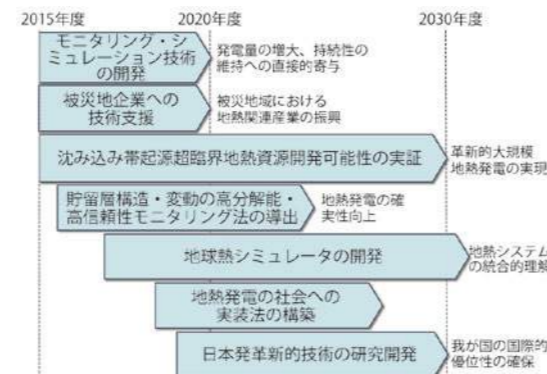 2015年度
2020年度
2030年度
モニタリング・シ
ミュレーション技術
の開発
発電量の増大、持続性の
維持への直接的寄与
被災地企業への
技術支援
被災地域における
地熱関連産業の振興
沈み込み帯起源超臨界地熱資源開発可能性の実証
革新的大規模
地熱発電の実現
貯留層構造・変動の高分解能・
高信頼性モニタリング法の導出
地熱発電の確
実性向上
地球熱シミュレータの開発
地熱システム
の統合的理解
地熱発電の社会への
実装法の構築
日本発革新的技術の研究開発
我が国の国際的
優位性の確保